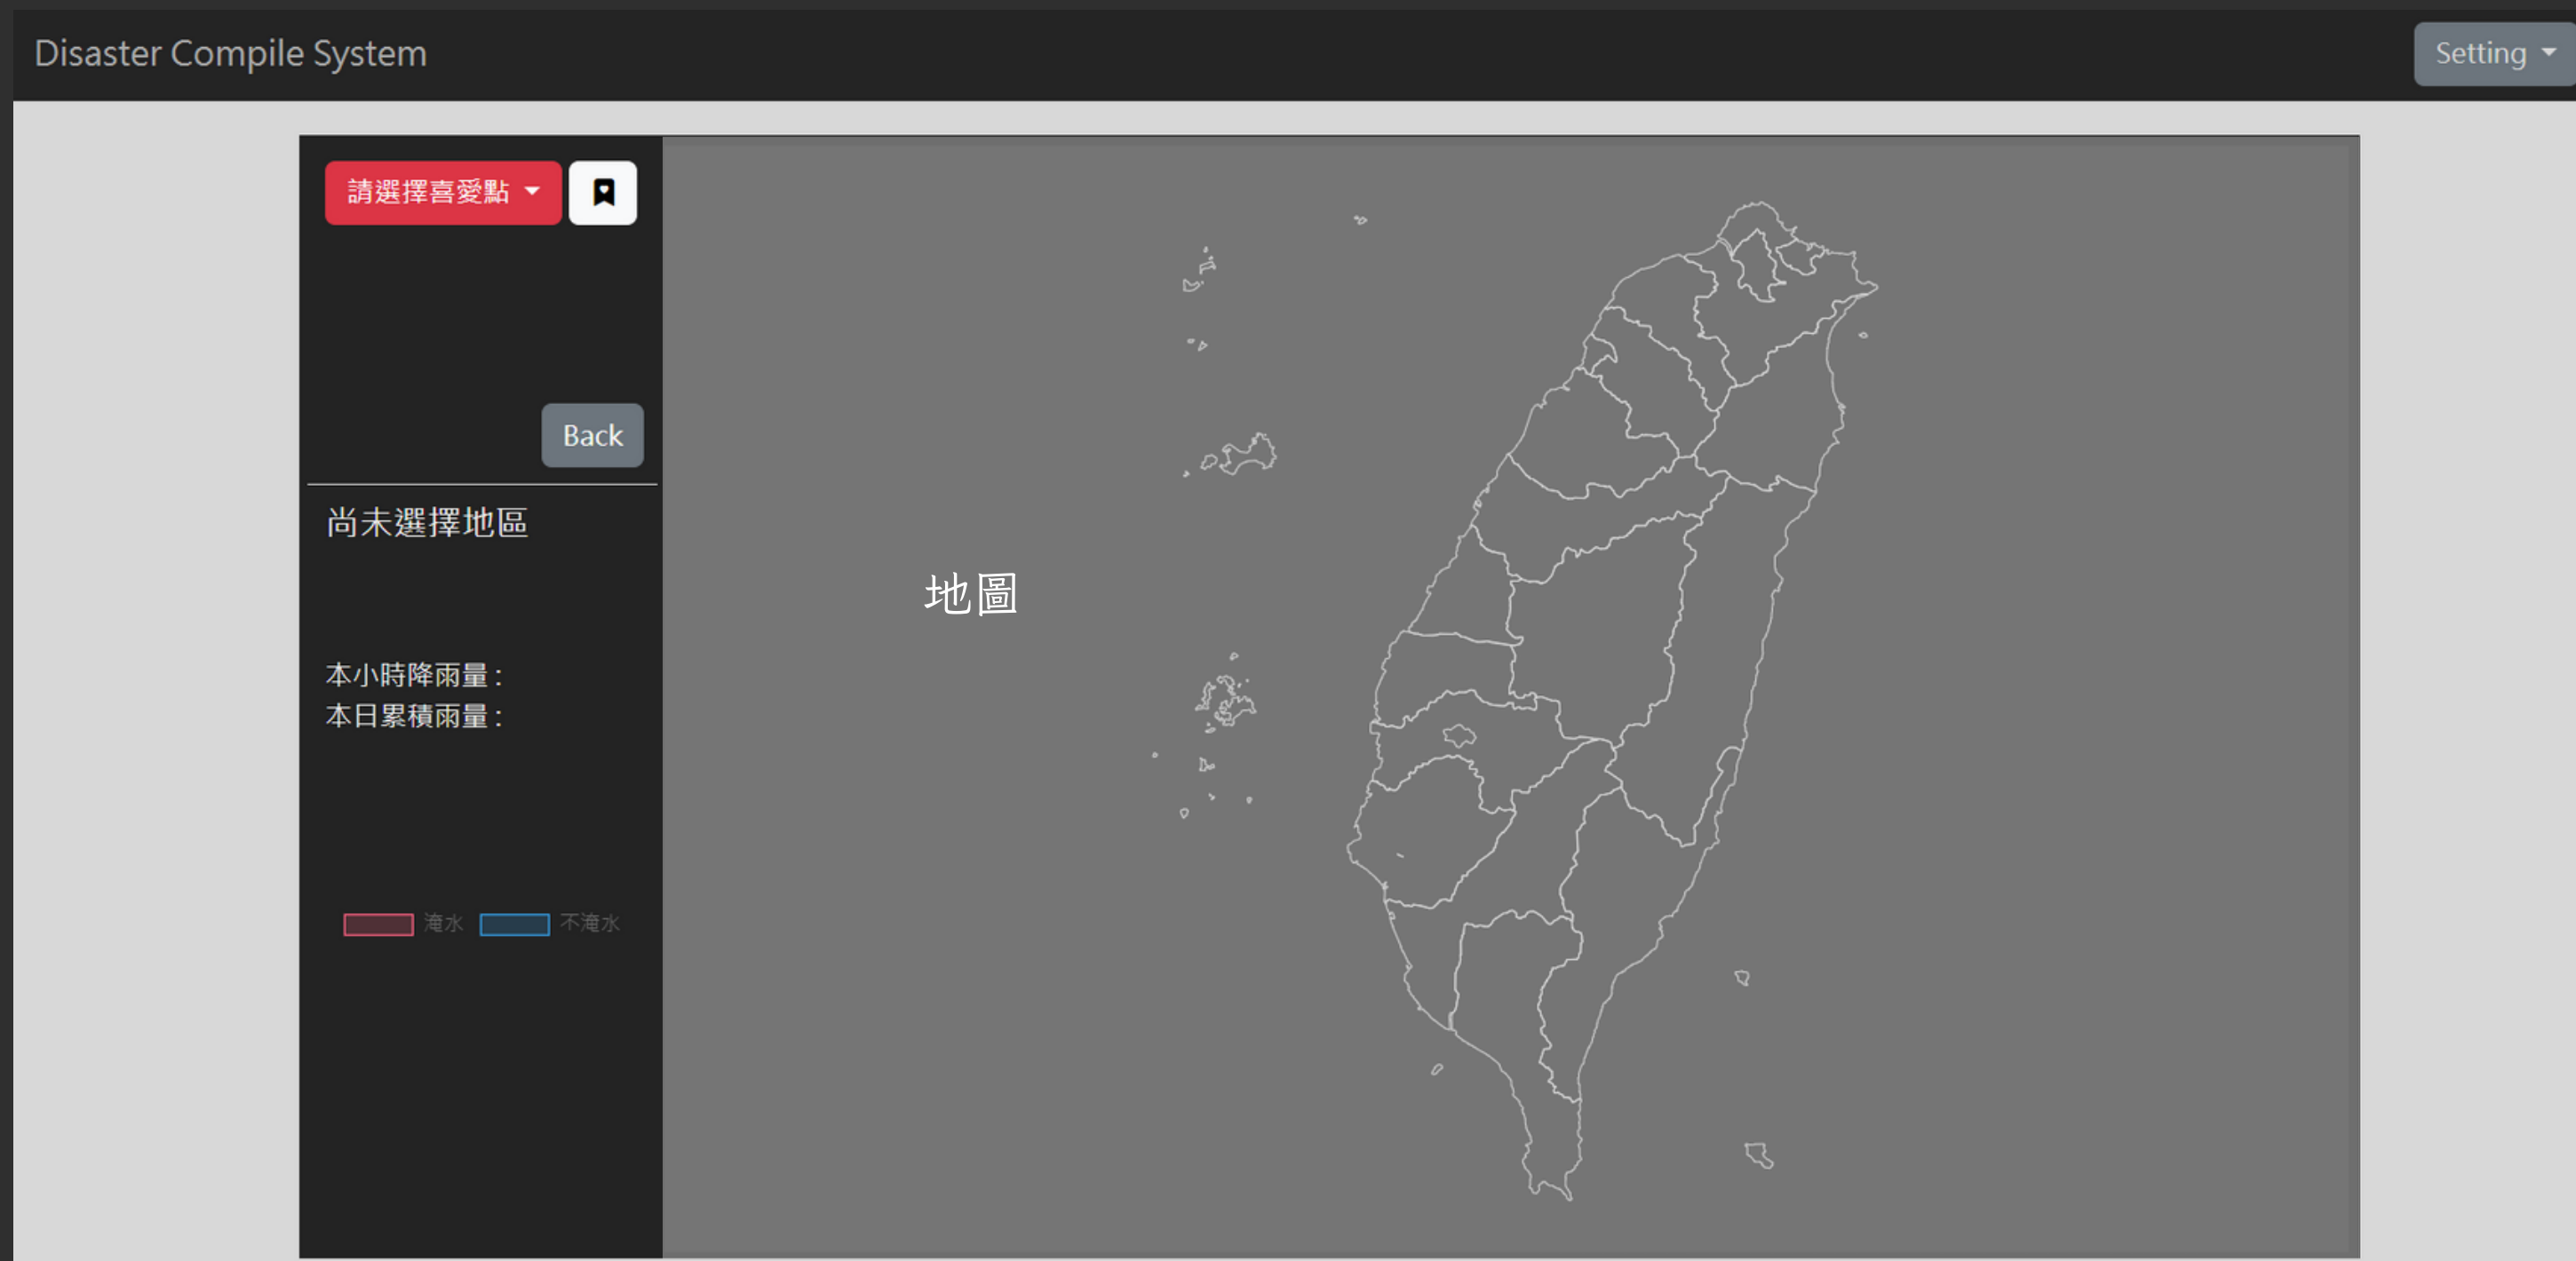 Disaster Compile System
Setting
請選擇喜愛點
Back
尚未選擇地區
地圖
本小時降雨量 :
本日累積雨量 :
淹水 不淹水